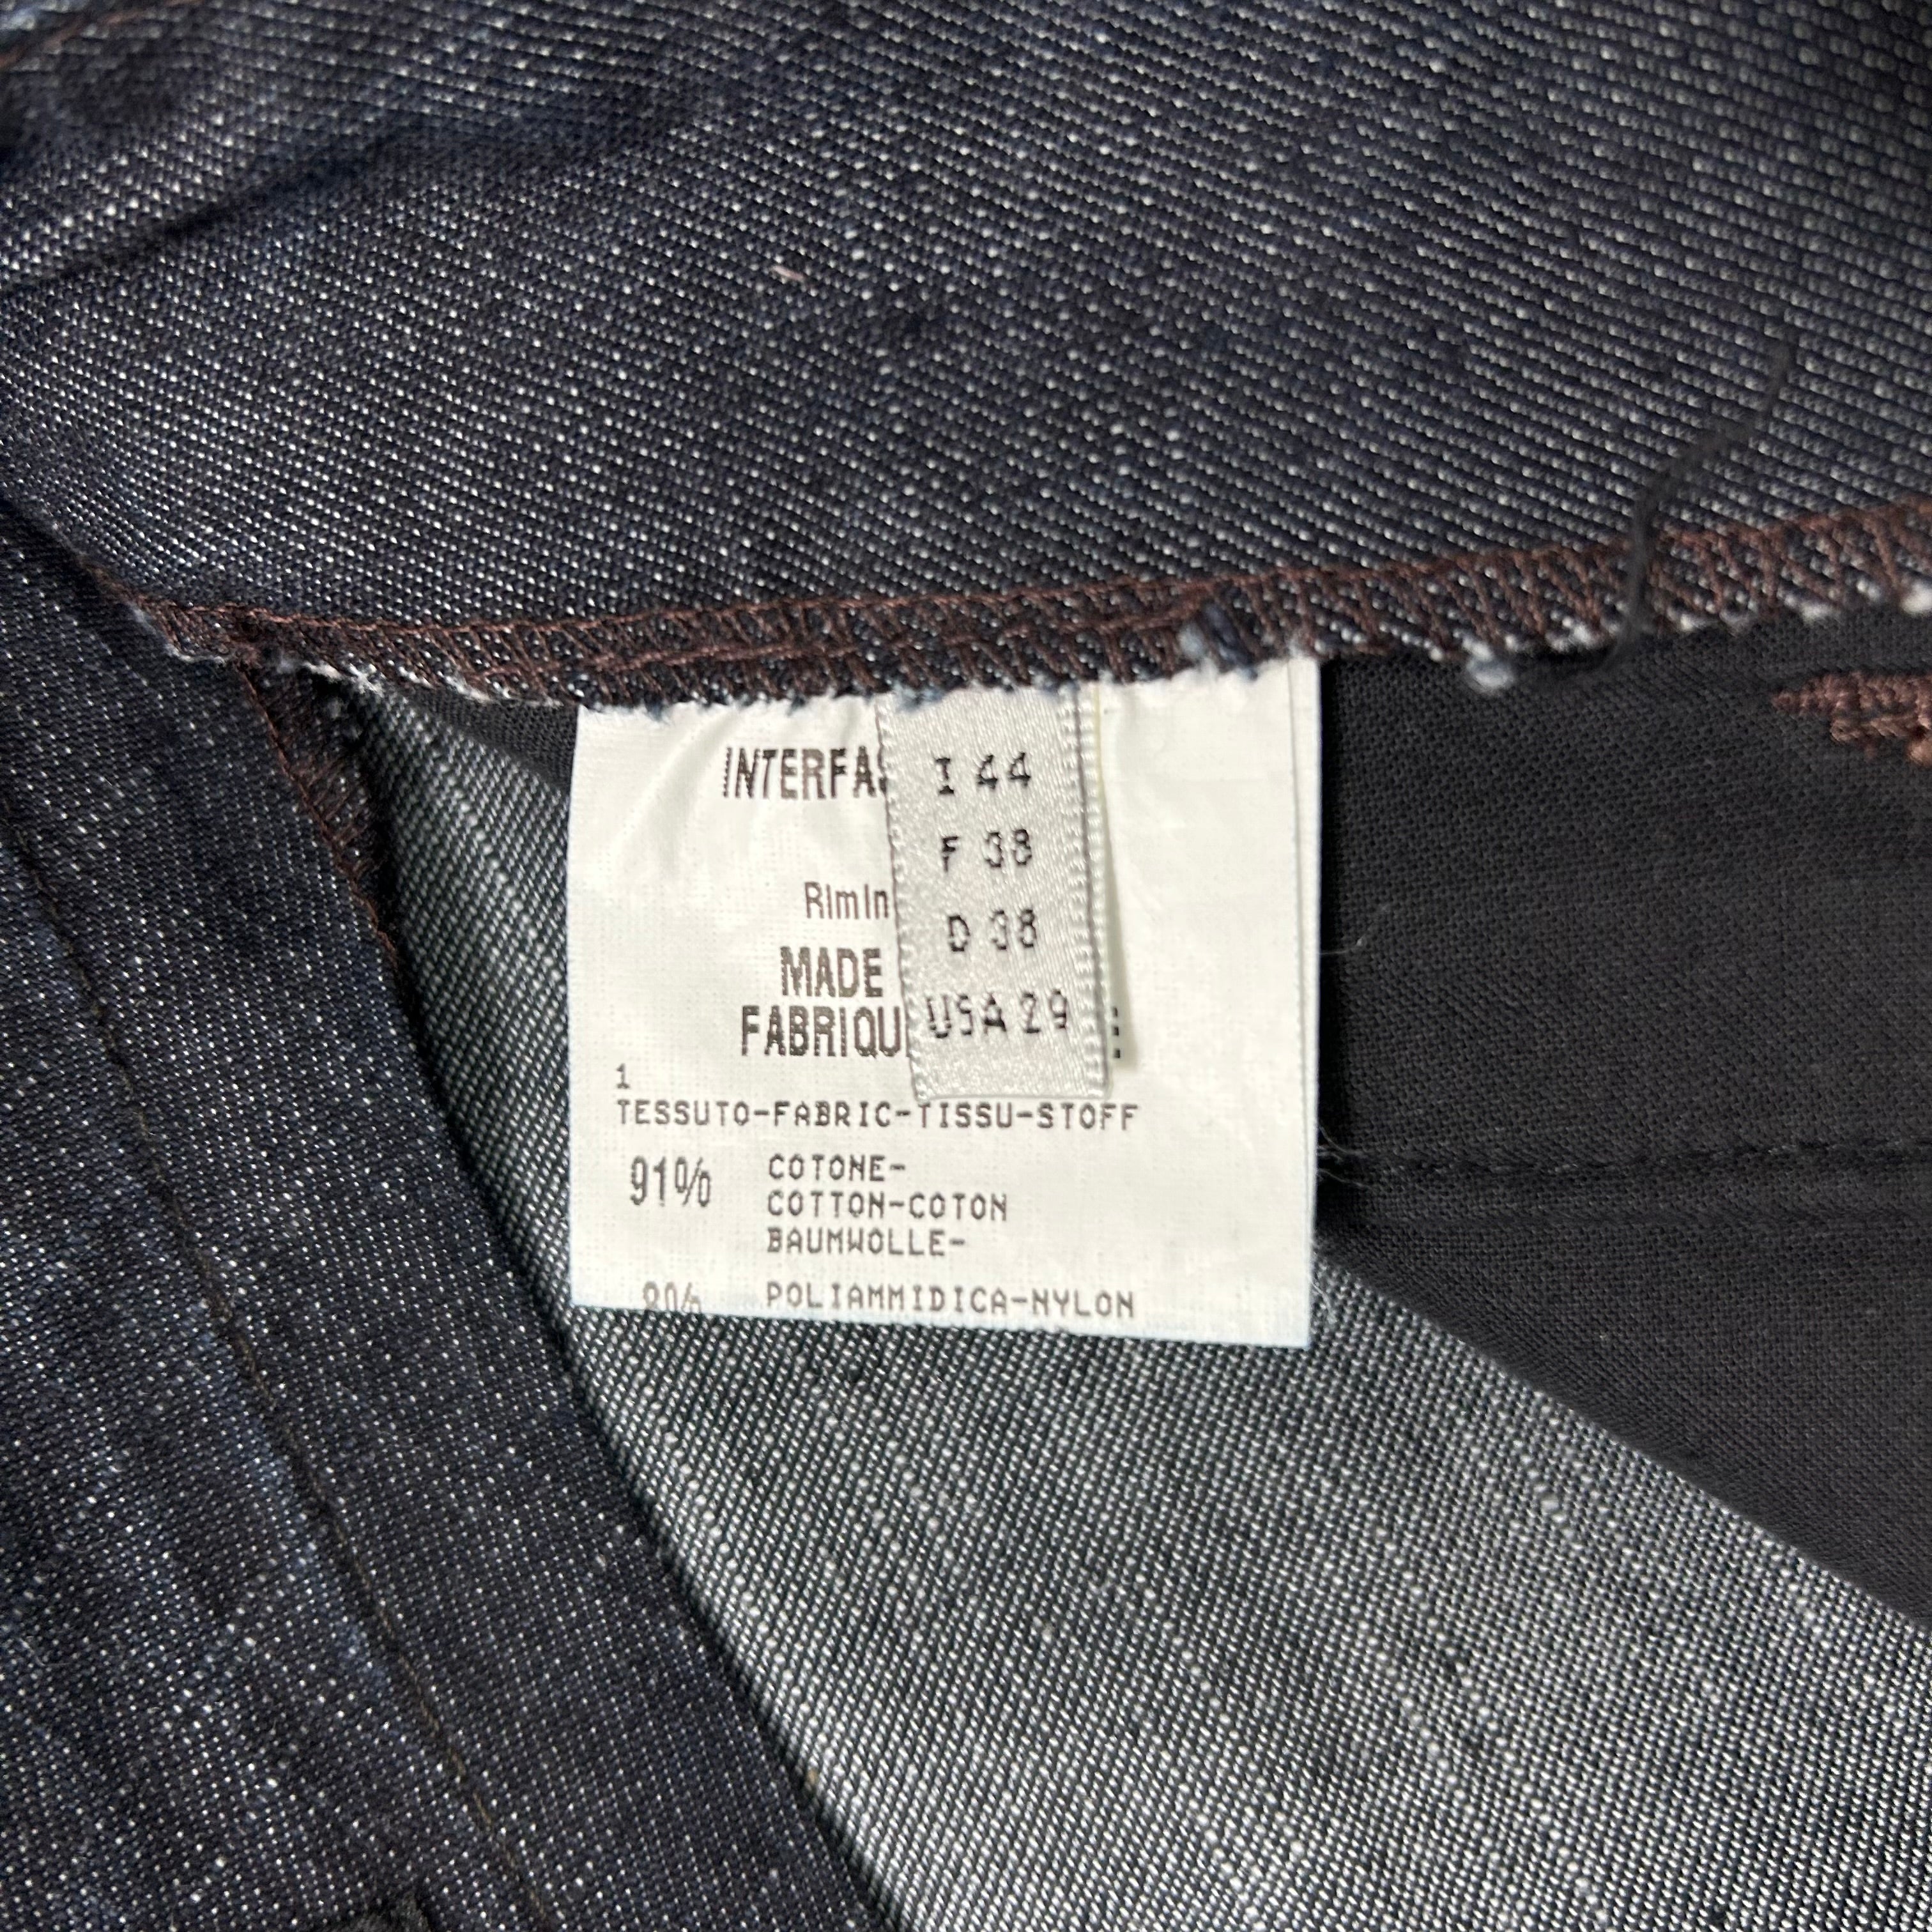 INTERFAS
Rimin
MADE
FABRIQU
I 44
F 38
D 38
USA 29
1
TESSUTO-FABRIC-TISSU-STOFF
91% COTONE-
COTTON-COTON
BAUMWOLLE-
8% POLIAMMIDICA-NYLON